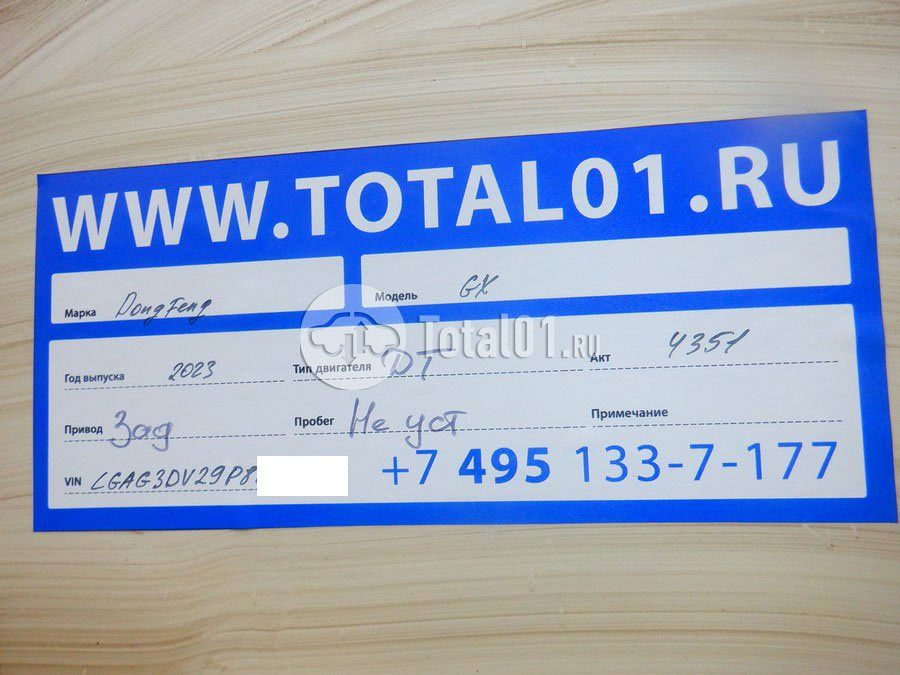 WWW.TOTAL01.RU
Марка DongFeng Модель GX
Total01.ru
Год выпуска 2023 Тип двигателя ДТ Акт 4351
Привод Зад Пробег Не уст Примечание
VIN LGAG3DV29P8 +7 495 133-7-177